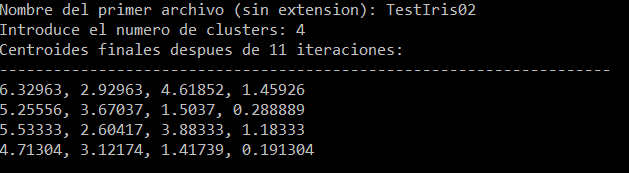 Nombre del primer archivo (sin extension): TestIris02
Introduce el numero de clusters: 4
Centroides finales despues de 11 iteraciones:
--------------------------------------------------------------------
6.32963, 2.92963, 4.61852, 1.45926
5.25556, 3.67037, 1.5037, 0.288889
5.53333, 2.60417, 3.88333, 1.18333
4.71304, 3.12174, 1.41739, 0.191304